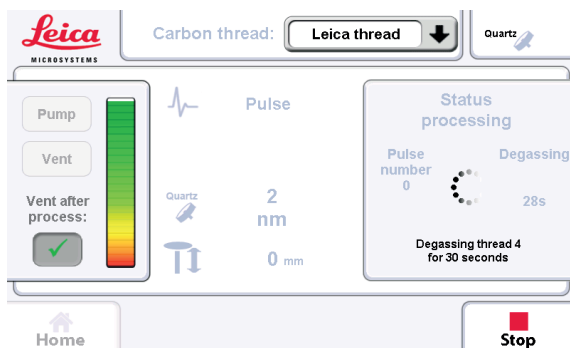 Leica
MICROSYSTEMS
Carbon thread:
Leica thread
Quartz
Pump
Vent
Vent after
process:
Pulse
Quartz
2
nm
0 mm
Status
processing
Pulse
number
0
Degassing
28s
Degassing thread 4
for 30 seconds
Home
Stop